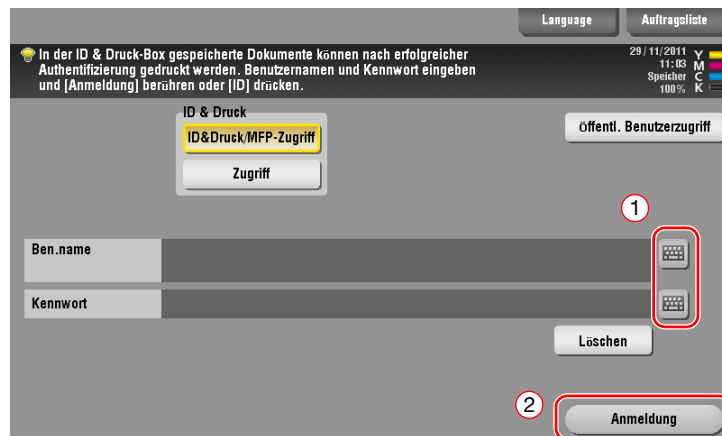 Language
Auftragsliste
In der ID & Druck-Box gespeicherte Dokumente können nach erfolgreicher
Authentifizierung gedruckt werden. Benutzernamen und Kennwort eingeben
und [Anmeldung] berühren oder [ID] drücken.
29/11/2011
11:03
Speicher
100%
Y
M
C
K
ID & Druck
ID&Druck/MFP-Zugriff
Zugriff
öffentl. Benutzerzugriff
1
Ben.name
Kennwort
Löschen
2
Anmeldung